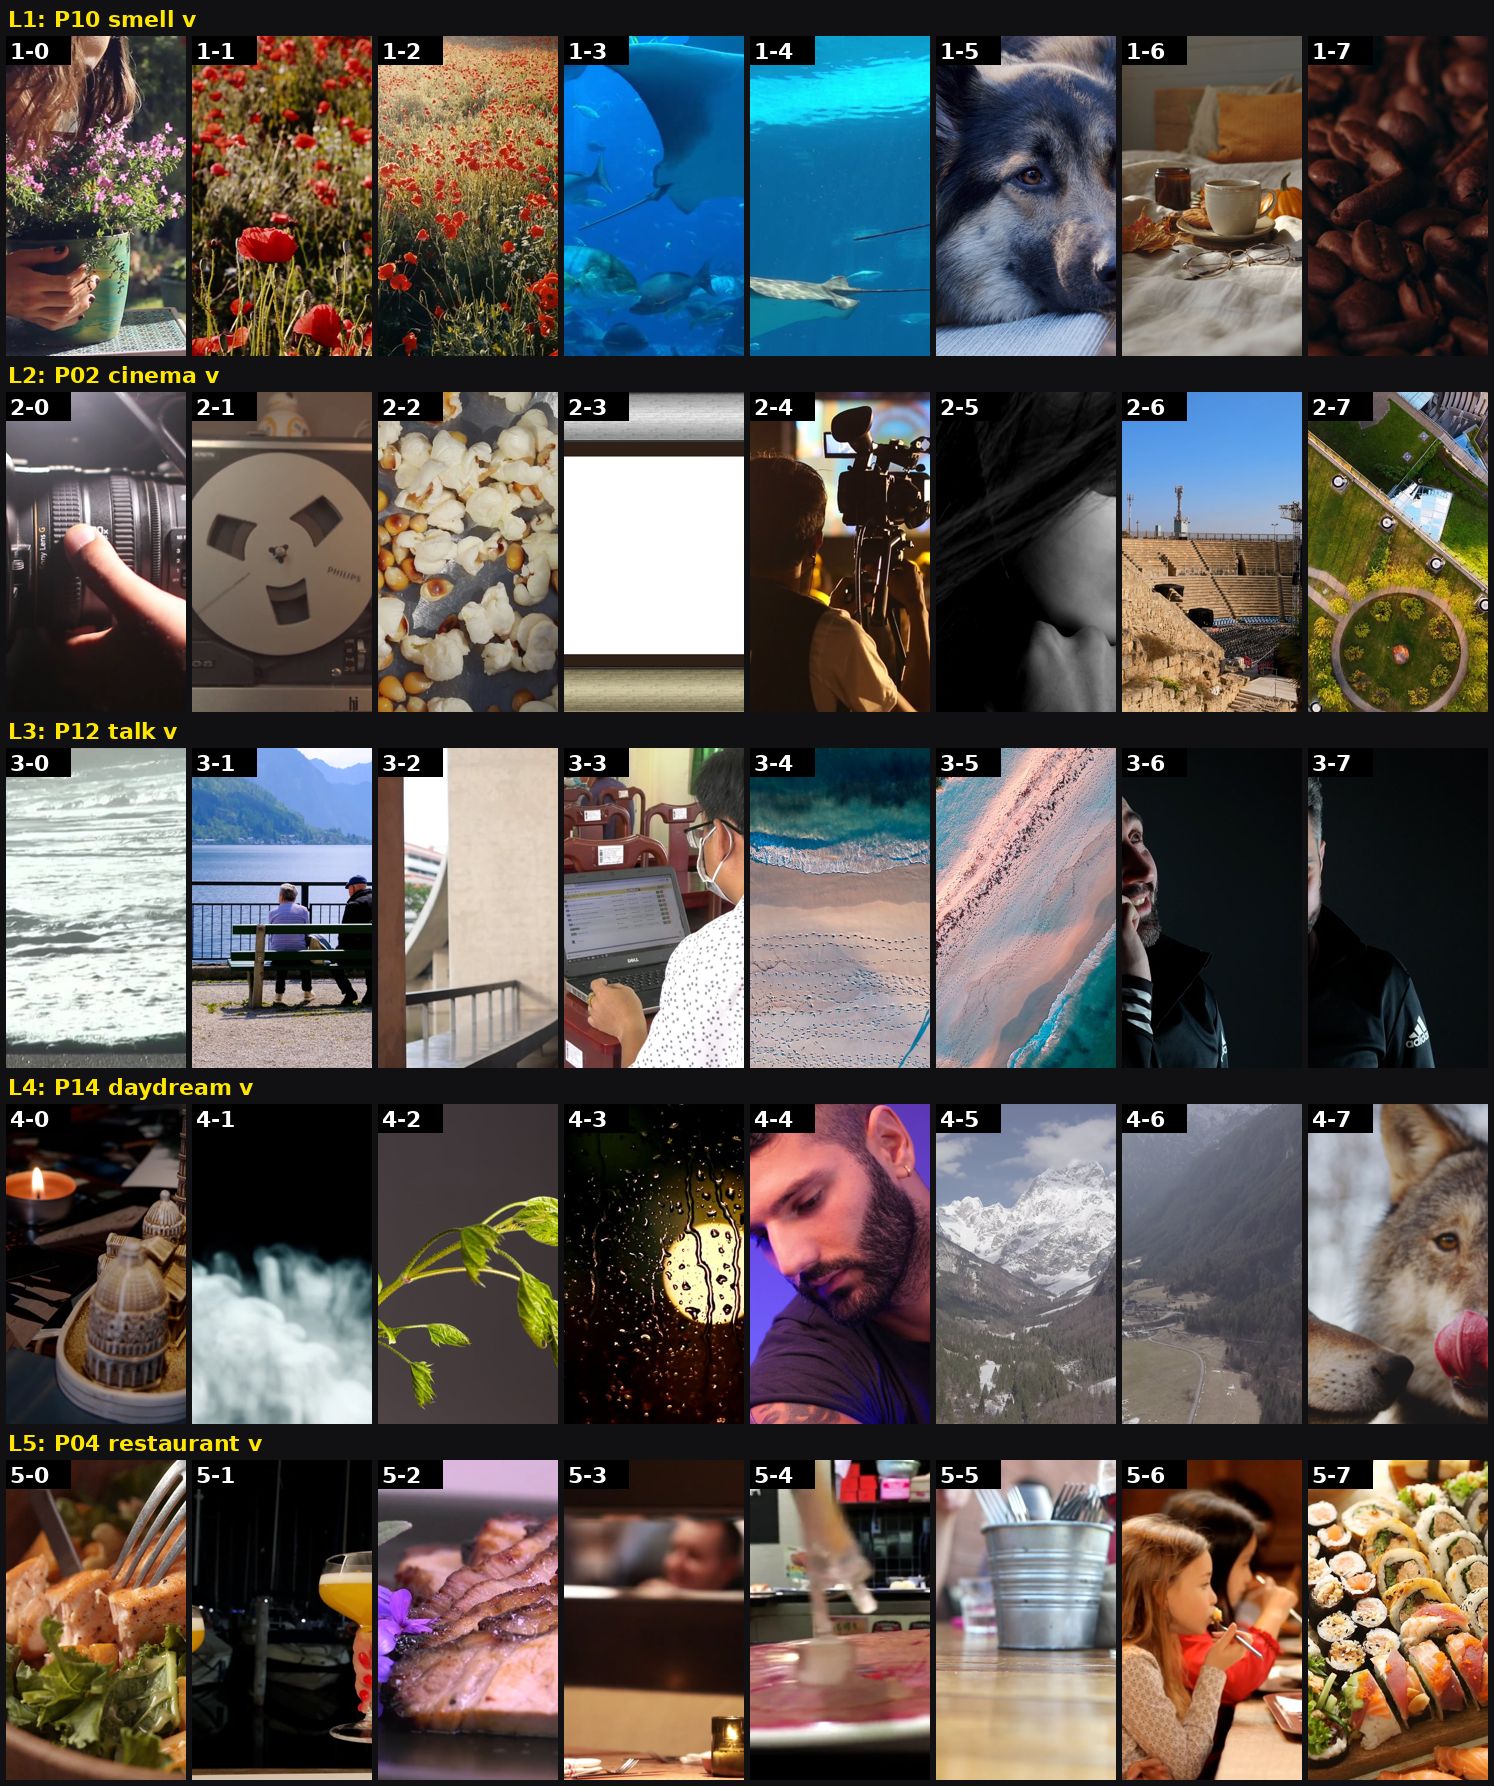 L1: P10 smell v
1-0 1-1 1-2 1-3 1-4 1-5 1-6 1-7
L2: P02 cinema v
2-0 2-1 2-2 2-3 2-4 2-5 2-6 2-7
PHILIPS
L3: P12 talk v
3-0 3-1 3-2 3-3 3-4 3-5 3-6 3-7
DELL
adidas
L4: P14 daydream v
4-0 4-1 4-2 4-3 4-4 4-5 4-6 4-7
L5: P04 restaurant v
5-0 5-1 5-2 5-3 5-4 5-5 5-6 5-7